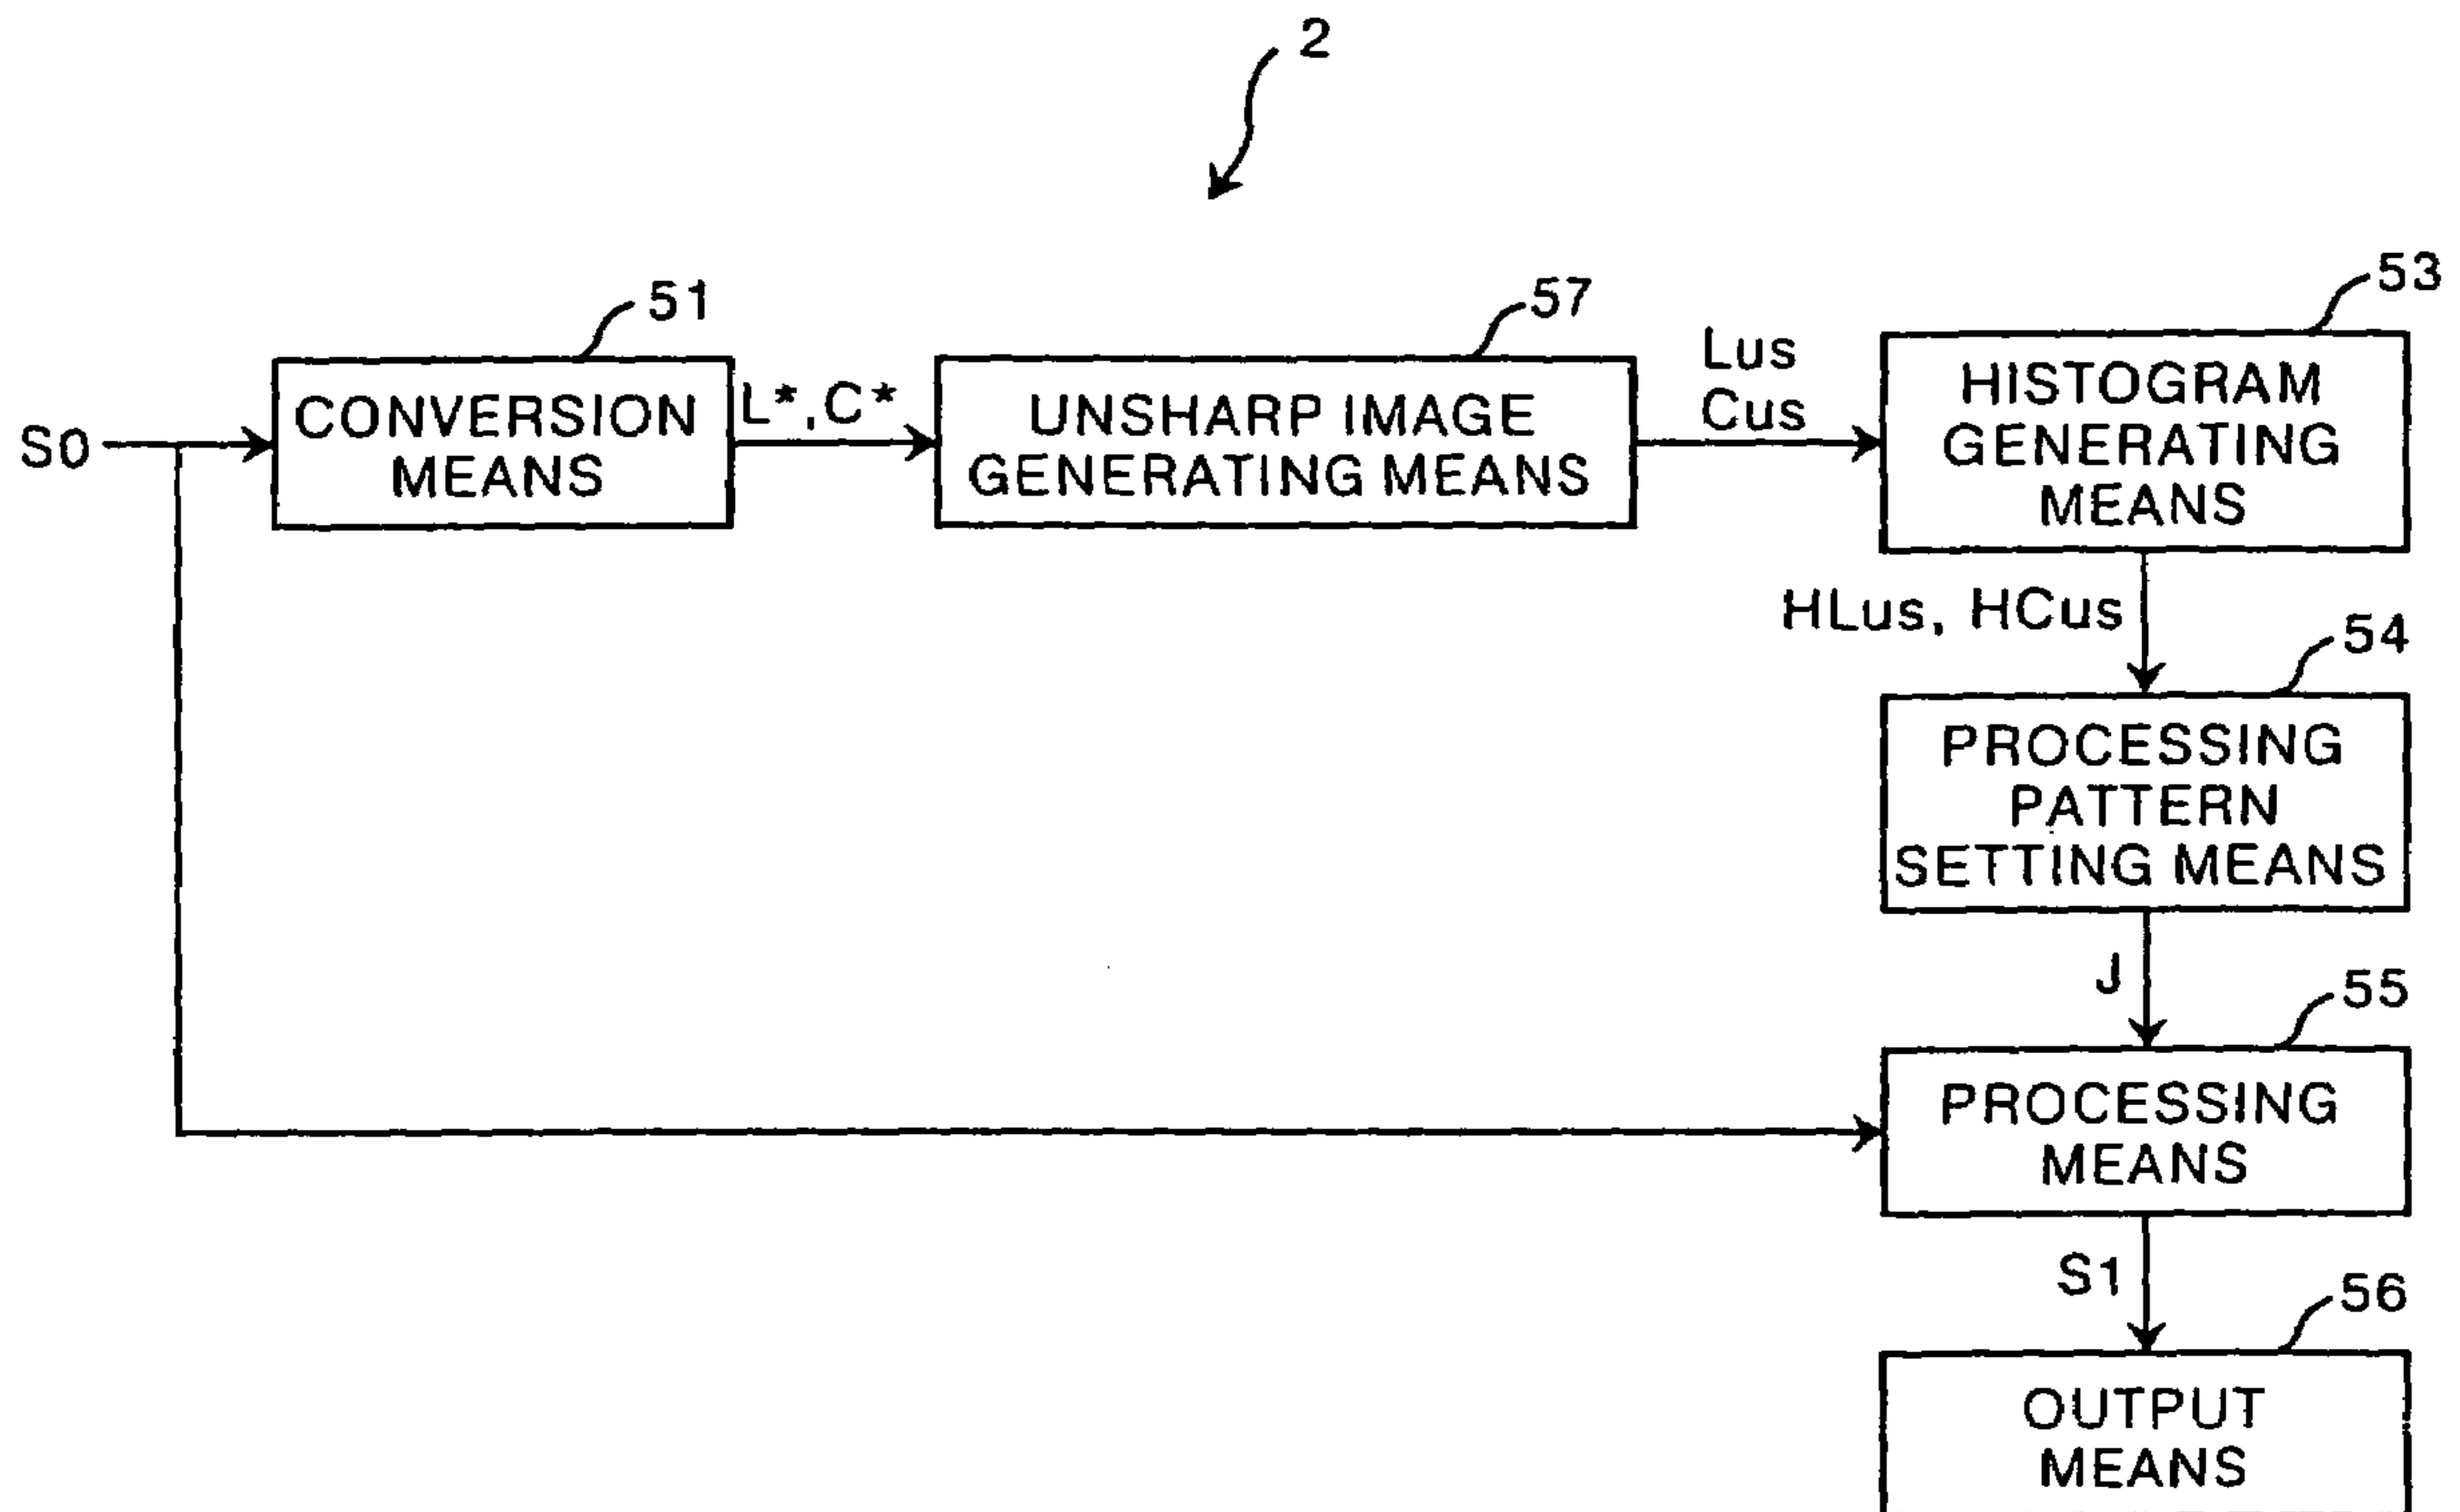 2
51
57
53
S0
CONVERSION
MEANS
L*,C*
UNSHARP IMAGE
GENERATING MEANS
Lus
Cus
HISTOGRAM
GENERATING
MEANS
HLus, HCus
54
PROCESSING
PATTERN
SETTING MEANS
J
55
PROCESSING
MEANS
S1
56
OUTPUT
MEANS